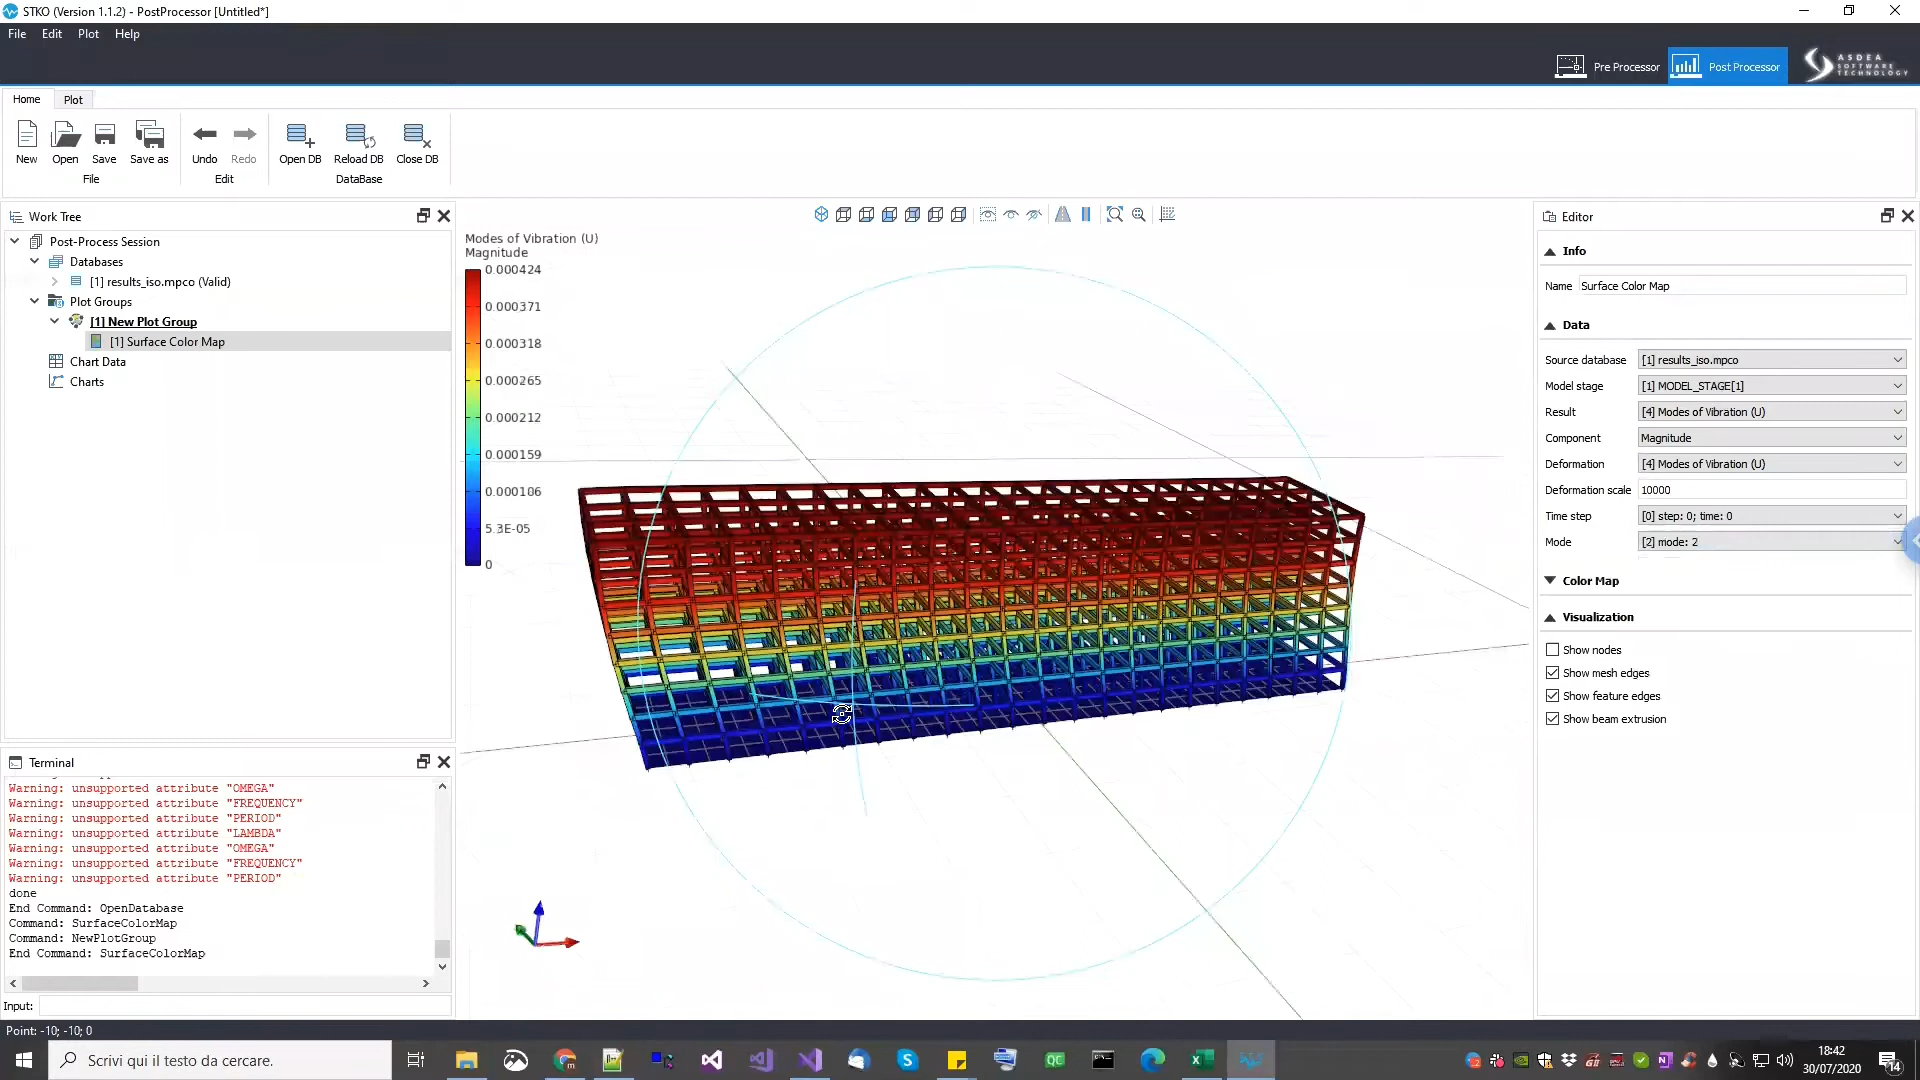 STKO (Version 1.1.2) - PostProcessor [Untitled*]
File Edit Plot Help
Pre Processor
Post Processor
ASDEA
SOFTWARE
TECHNOLOGY
Home Plot
New Open Save Save as Undo Redo Open DB Reload DB Close DB
File Edit DataBase
Work Tree
Post-Process Session
Databases
[1] results_iso.mpco (Valid)
Plot Groups
[1] New Plot Group
[1] Surface Color Map
Chart Data
Charts
Modes of Vibration (U)
Magnitude
0.000424
0.000371
0.000318
0.000265
0.000212
0.000159
0.000106
5.3E-05
0
Editor
Info
Name Surface Color Map
Data
Source database [1] results_iso.mpco
Model stage [1] MODEL_STAGE[1]
Result [4] Modes of Vibration (U)
Component Magnitude
Deformation [4] Modes of Vibration (U)
Deformation scale 10000
Time step [0] step: 0; time: 0
Mode [2] mode: 2
Color Map
Visualization
Show nodes
Show mesh edges
Show feature edges
Show beam extrusion
Terminal
Warning: unsupported attribute "OMEGA"
Warning: unsupported attribute "FREQUENCY"
Warning: unsupported attribute "PERIOD"
Warning: unsupported attribute "LAMBDA"
Warning: unsupported attribute "OMEGA"
Warning: unsupported attribute "FREQUENCY"
Warning: unsupported attribute "PERIOD"
done
End Command: OpenDatabase
Command: SurfaceColorMap
Command: NewPlotGroup
End Command: SurfaceColorMap
Input:
Point: -10; -10; 0
Scrivi qui il testo da cercare.
QC
18:42
30/07/2020
14